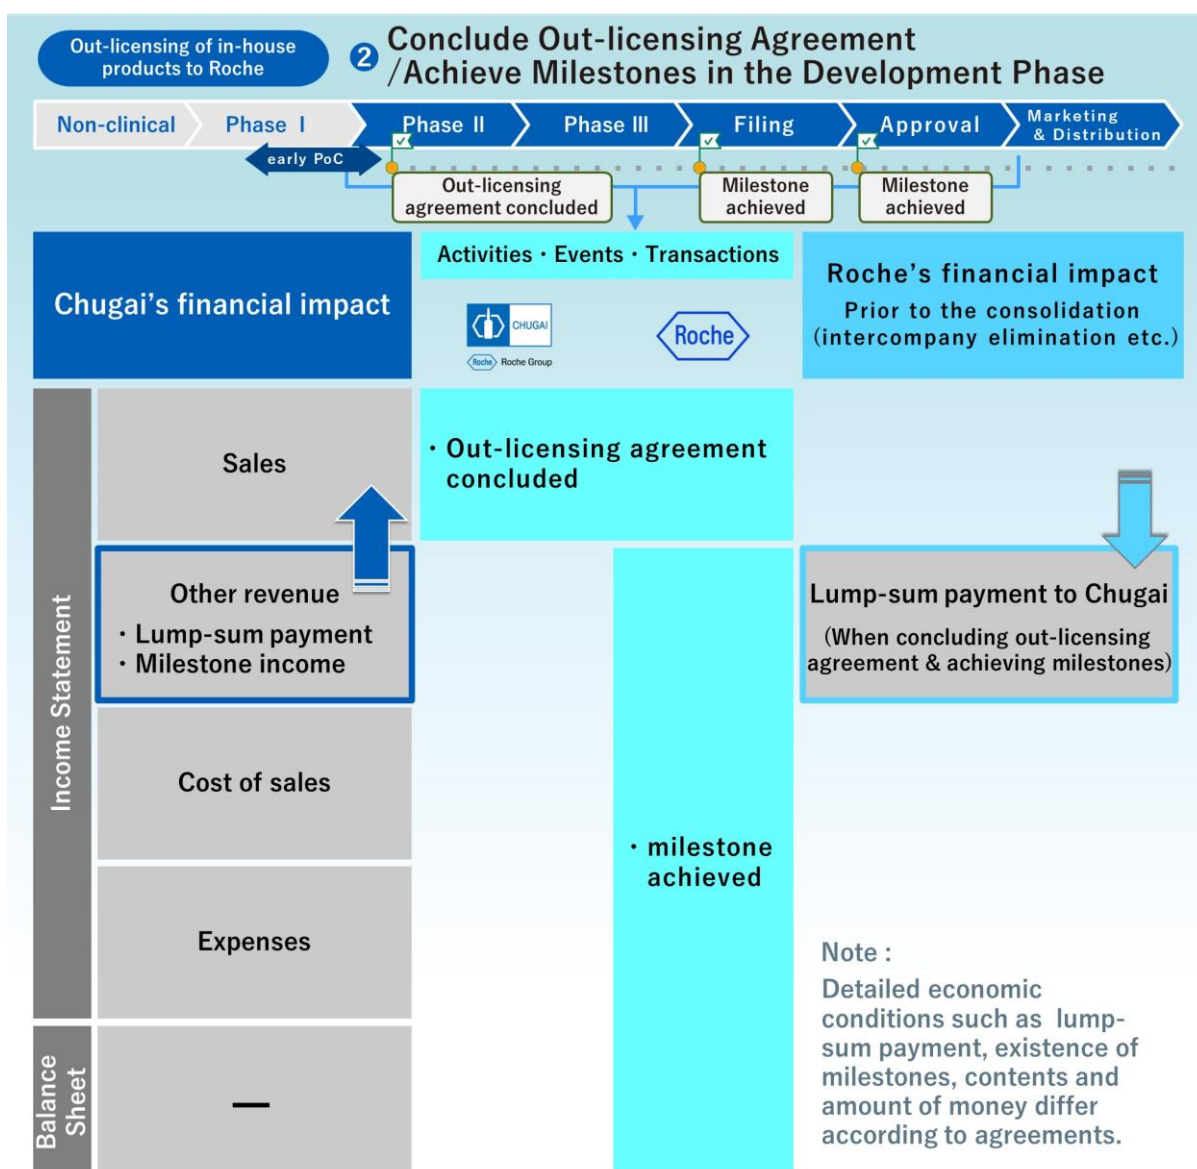 Out-licensing of in-house
products to Roche
2 Conclude Out-licensing Agreement
/Achieve Milestones in the Development Phase
Non-clinical
Phase I
Phase II
Phase III
Filing
Approval
Marketing
& Distribution
early PoC
Out-licensing
agreement concluded
Milestone
achieved
Milestone
achieved
Chugai's financial impact
Activities・Events・Transactions
CHUGAI
Roche Roche Group
Roche
Roche's financial impact
Prior to the consolidation
(intercompany elimination etc.)
Income Statement
Sales
・Out-licensing agreement
concluded
Other revenue
・Lump-sum payment
・Milestone income
Lump-sum payment to Chugai
(When concluding out-licensing
agreement & achieving milestones)
Cost of sales
・milestone
achieved
Expenses
Balance
Sheet
—
Note :
Detailed economic
conditions such as lump-
sum payment, existence of
milestones, contents and
amount of money differ
according to agreements.